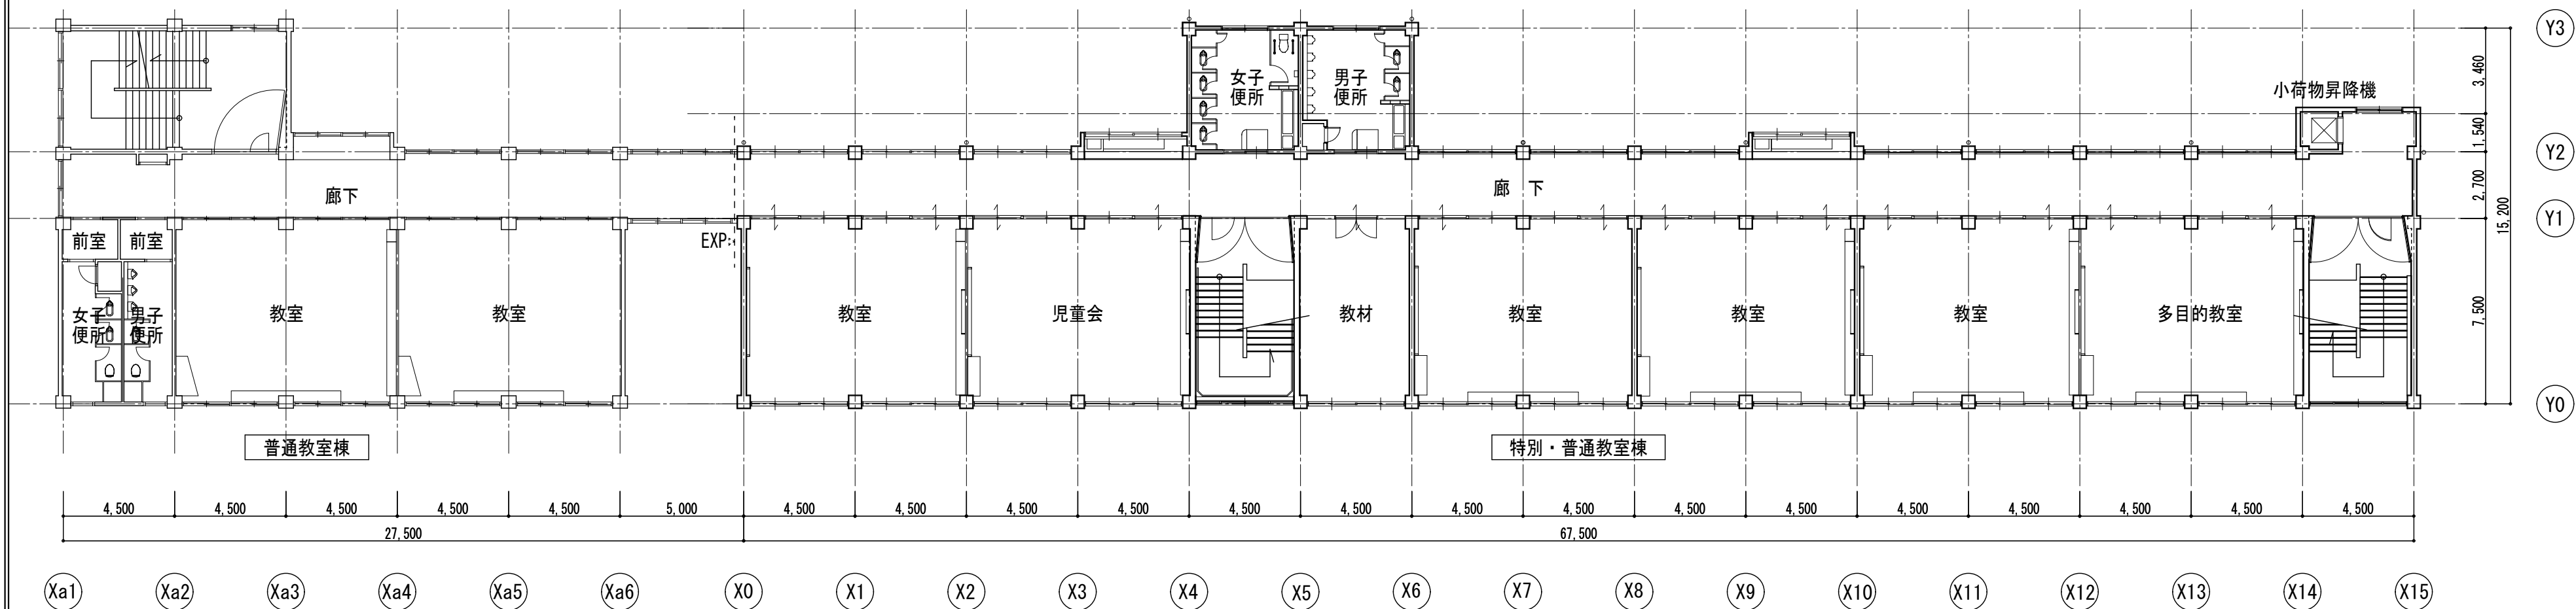 Y3
3,460
小荷物昇降機
女子
便所
男子
便所
1,540
Y2
廊下
廊 下
2,700
15,200
Y1
前室
前室
EXP.
女子
便所
男子
便所
教室
教室
教室
児童会
教材
教室
教室
教室
多目的教室
7,500
Y0
普通教室棟
特別・普通教室棟
4,500 4,500 4,500 4,500 4,500 5,000 4,500 4,500 4,500 4,500 4,500 4,500 4,500 4,500 4,500 4,500 4,500 4,500 4,500 4,500 4,500
27,500 67,500
Xa1 Xa2 Xa3 Xa4 Xa5 Xa6 X0 X1 X2 X3 X4 X5 X6 X7 X8 X9 X10 X11 X12 X13 X14 X15